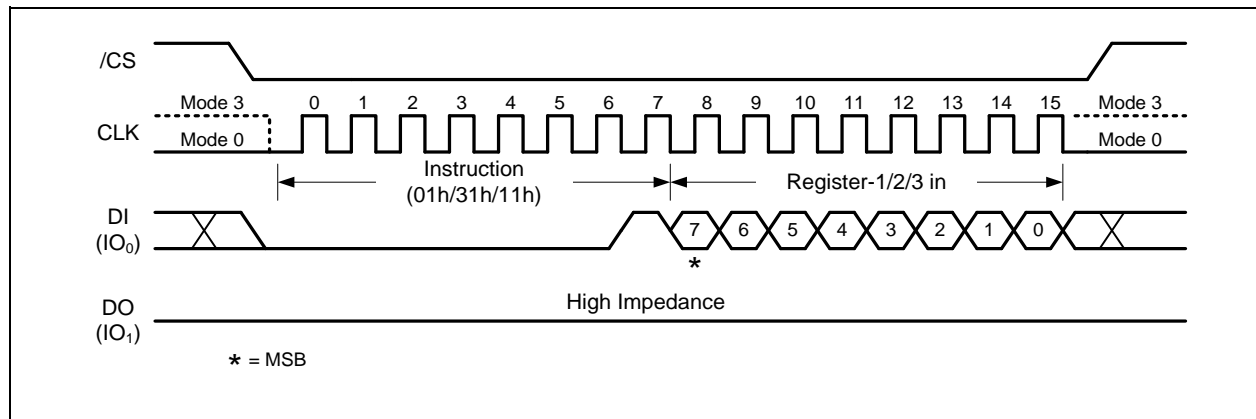 /CS
Mode 3 0 1 2 3 4 5 6 7 8 9 10 11 12 13 14 15 Mode 3
CLK
Mode 0 Mode 0
Instruction
(01h/31h/11h)
Register-1/2/3 in
DI
(IO₀)
7 6 5 4 3 2 1 0
*
High Impedance
DO
(IO₁)
* = MSB